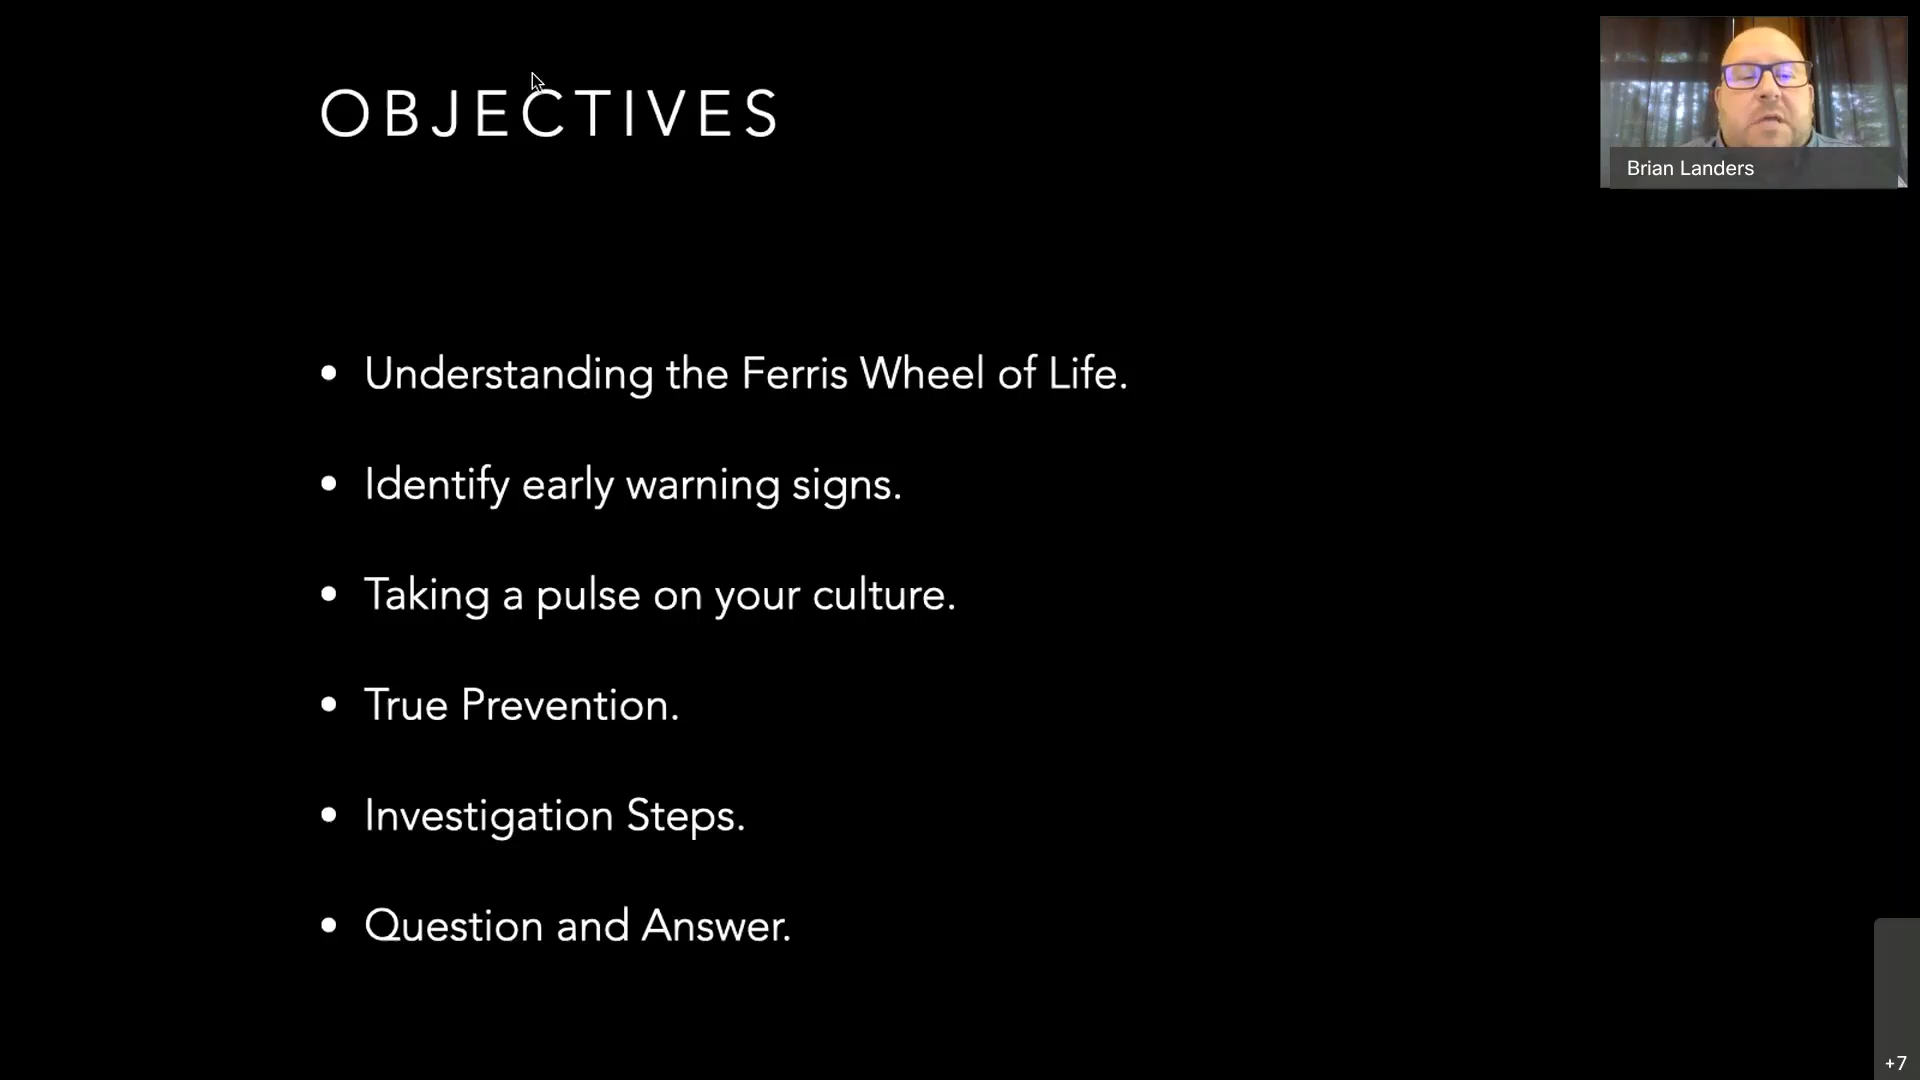 OBJECTIVES
Brian Landers
• Understanding the Ferris Wheel of Life.
• Identify early warning signs.
• Taking a pulse on your culture.
• True Prevention.
• Investigation Steps.
• Question and Answer.
+7